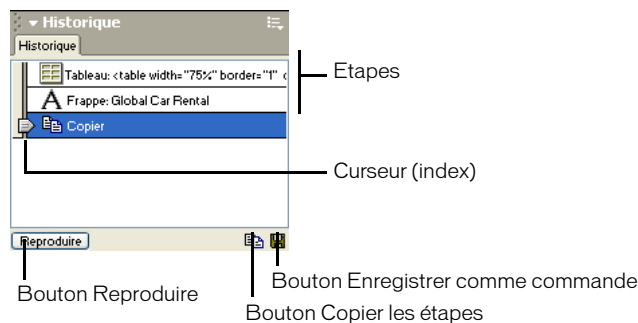 Historique
Historique
Tableau: <table width="75%" border="1" c
Frappe: Global Car Rental
Copier
Etapes
Curseur (index)
Reproduire
Bouton Reproduire
Bouton Enregistrer comme commande
Bouton Copier les étapes